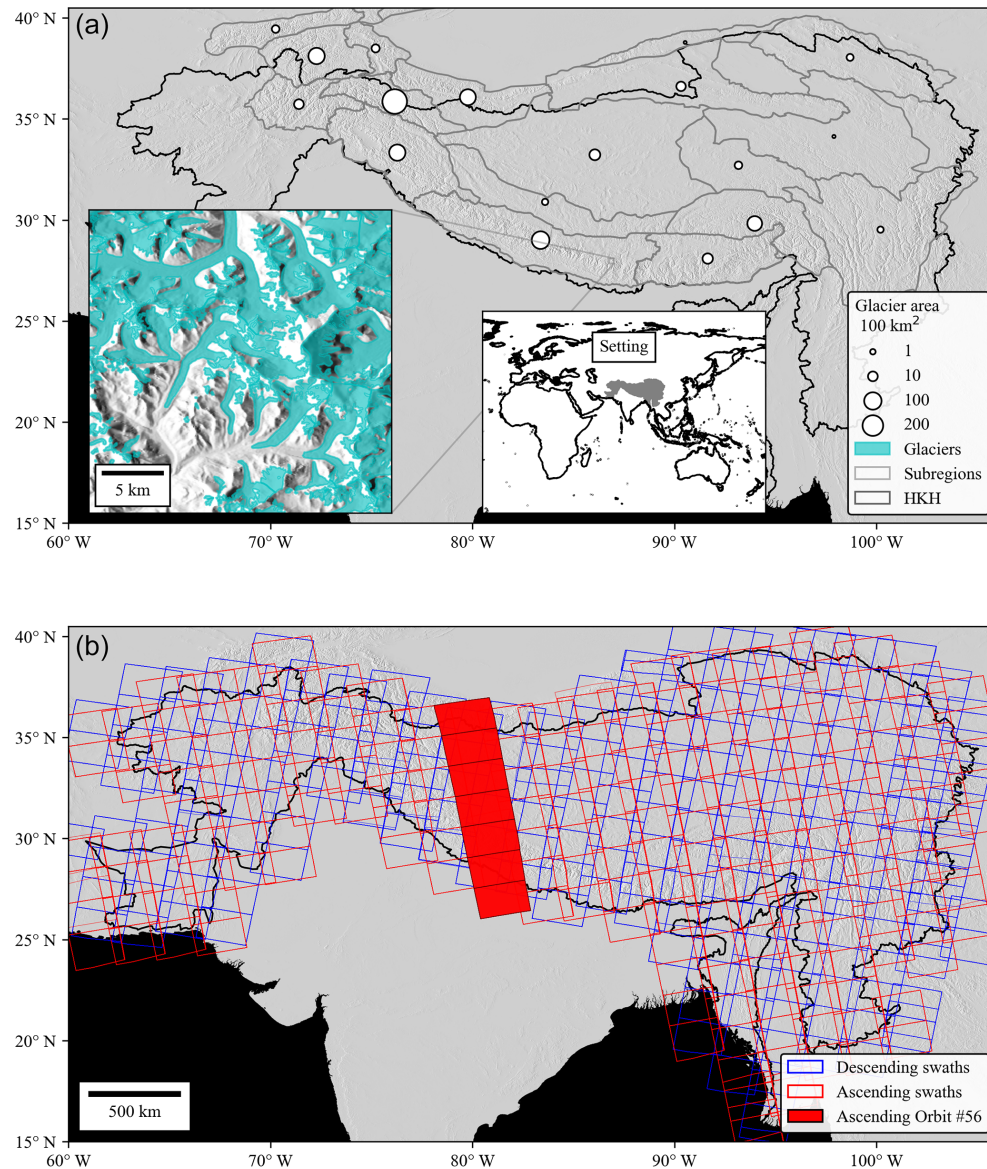 (a)
40° N
35° N
30° N
25° N
20° N
15° N
60° W
70° W
80° W
90° W
100° W
5 km
Setting
Glacier area
100 km²
1
10
100
200
Glaciers
Subregions
HKH
(b)
40° N
35° N
30° N
25° N
20° N
15° N
60° W
70° W
80° W
90° W
100° W
500 km
Descending swaths
Ascending swaths
Ascending Orbit #56